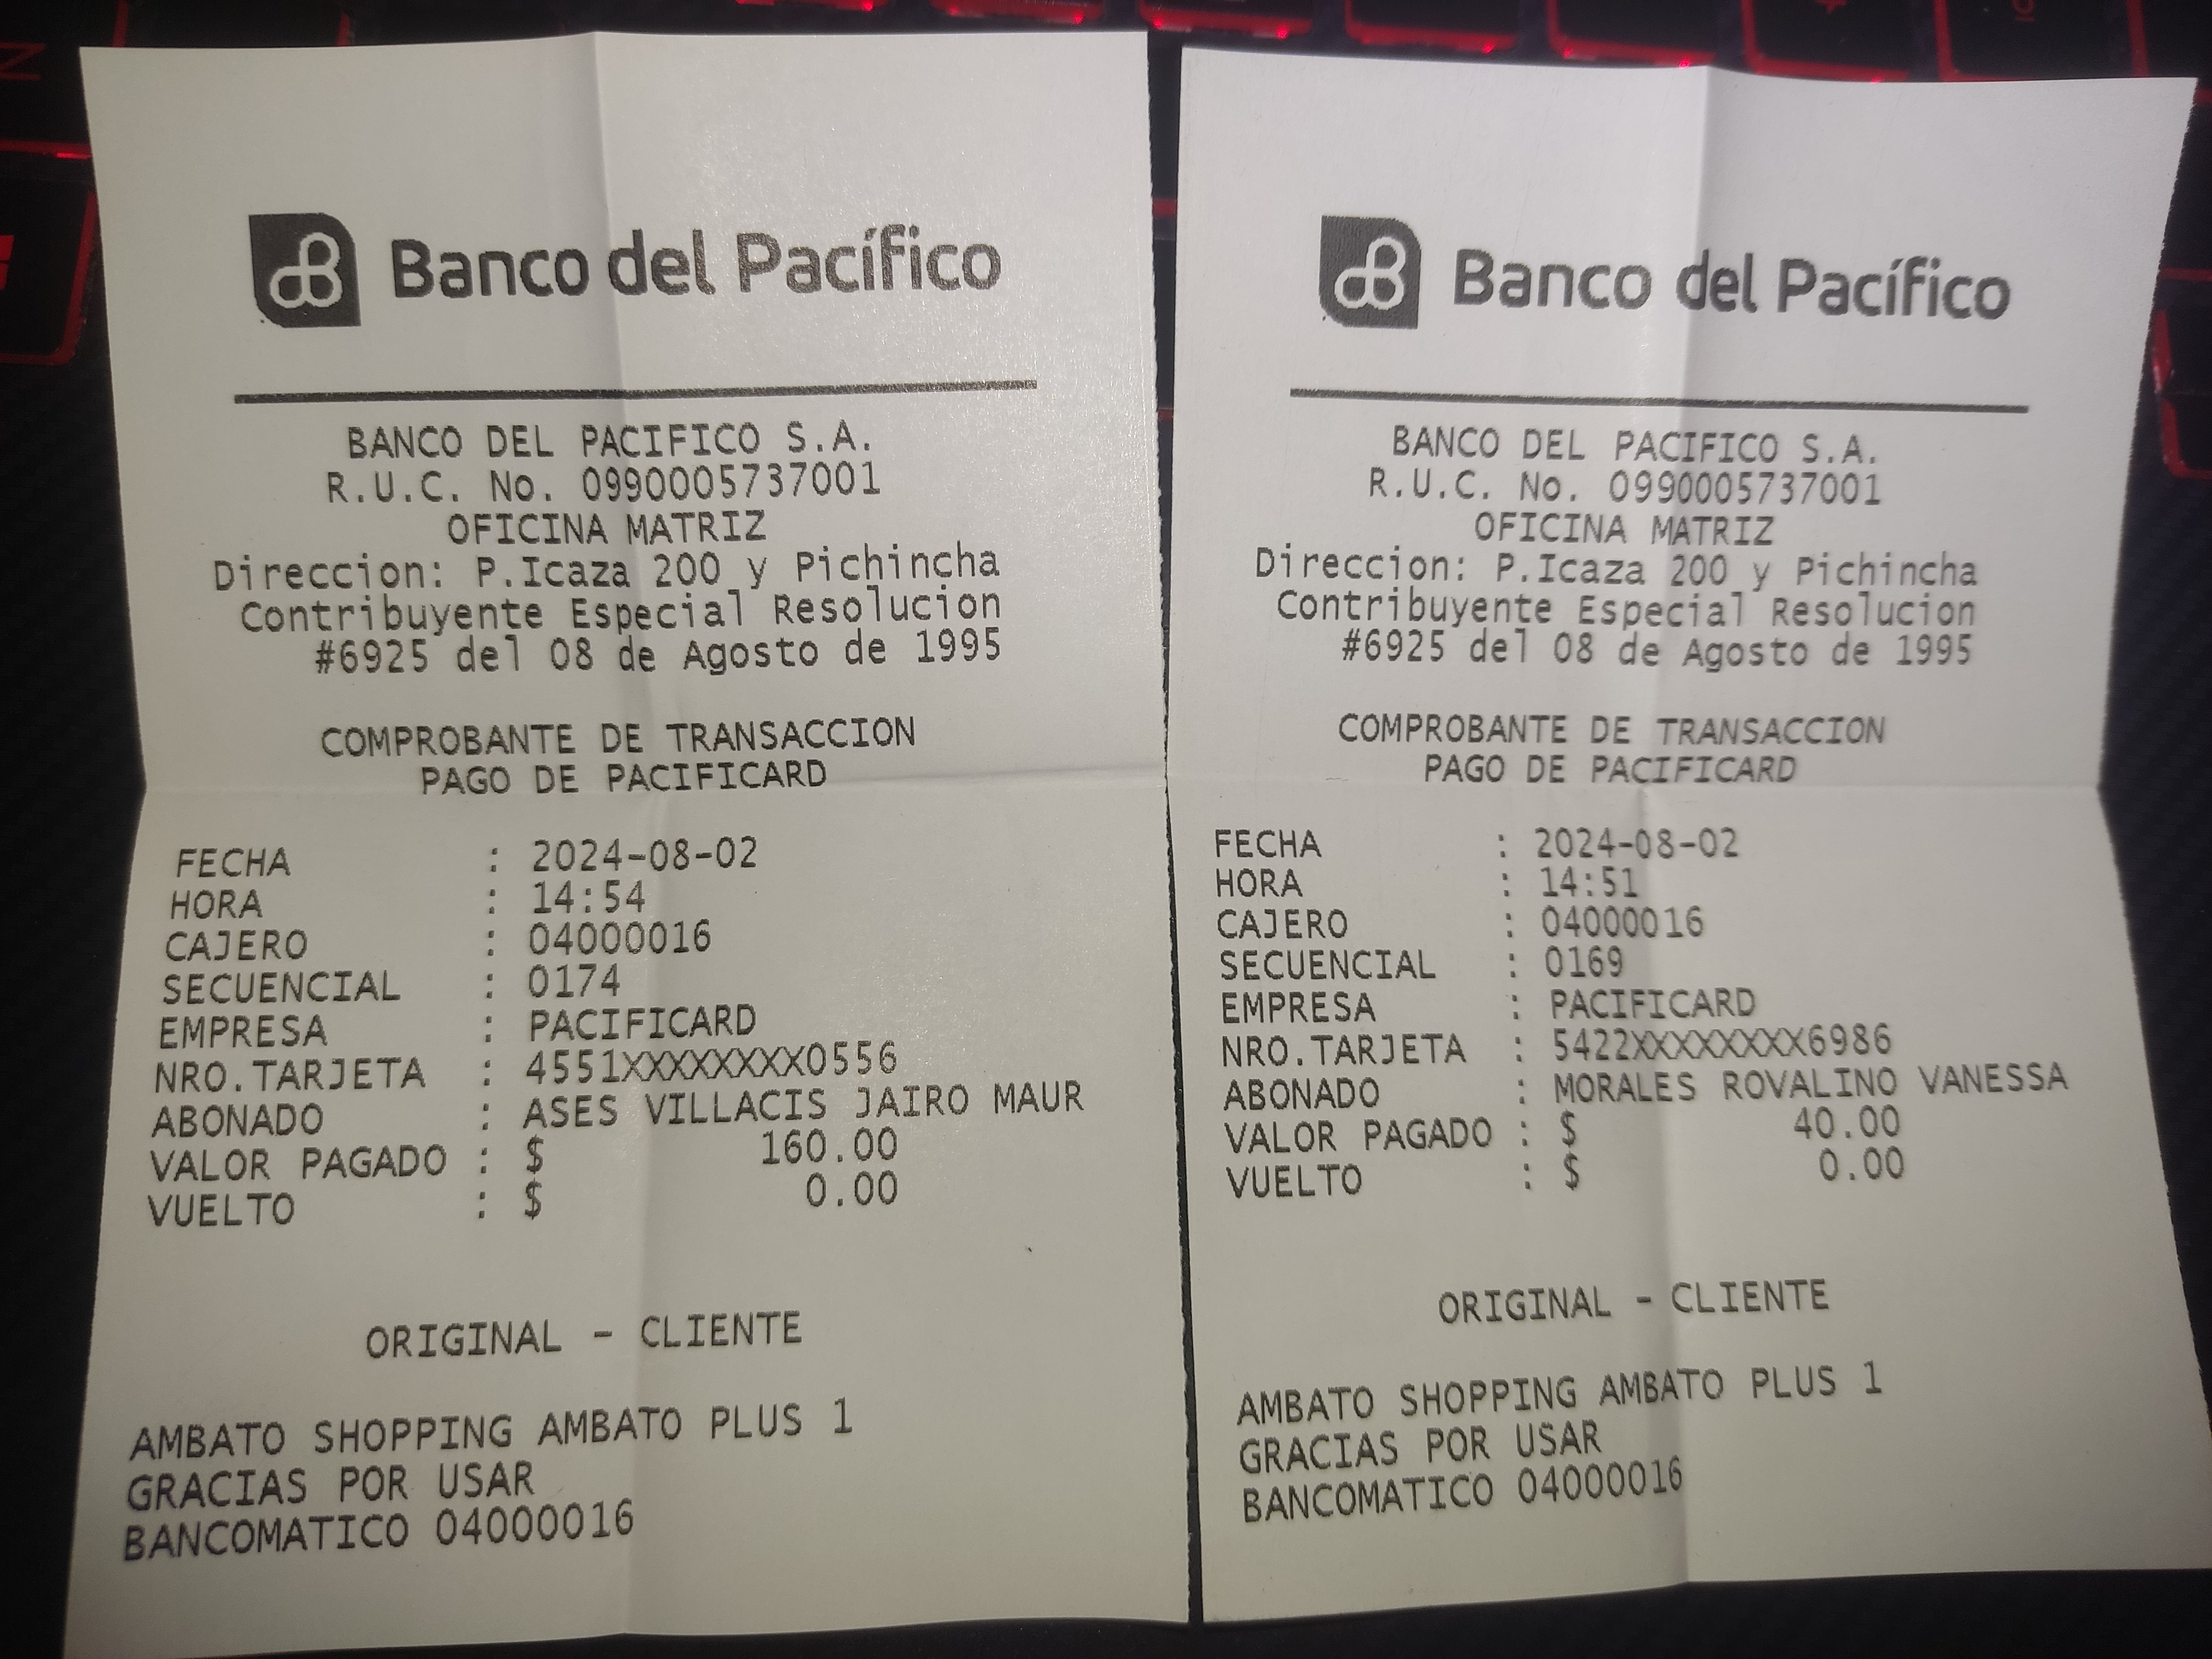 Banco del Pacífico
BANCO DEL PACIFICO S.A.
R.U.C. No. 0990005737001
OFICINA MATRIZ
Direccion: P.Icaza 200 y Pichincha
Contribuyente Especial Resolucion
#6925 del 08 de Agosto de 1995
COMPROBANTE DE TRANSACCION
PAGO DE PACIFICARD
FECHA : 2024-08-02
HORA : 14:54
CAJERO : 04000016
SECUENCIAL : 0174
EMPRESA : PACIFICARD
NRO.TARJETA : 4551XXXXXXXX0556
ABONADO : ASES VILLACIS JAIRO MAUR
VALOR PAGADO : $ 160.00
VUELTO : $ 0.00
ORIGINAL - CLIENTE
AMBATO SHOPPING AMBATO PLUS 1
GRACIAS POR USAR
BANCOMATICO 04000016
Banco del Pacífico
BANCO DEL PACIFICO S.A.
R.U.C. No. 0990005737001
OFICINA MATRIZ
Direccion: P.Icaza 200 y Pichincha
Contribuyente Especial Resolucion
#6925 del 08 de Agosto de 1995
COMPROBANTE DE TRANSACCION
PAGO DE PACIFICARD
FECHA : 2024-08-02
HORA : 14:51
CAJERO : 04000016
SECUENCIAL : 0169
EMPRESA : PACIFICARD
NRO.TARJETA : 5422XXXXXXXX6986
ABONADO : MORALES ROVALINO VANESSA
VALOR PAGADO : $ 40.00
VUELTO : $ 0.00
ORIGINAL - CLIENTE
AMBATO SHOPPING AMBATO PLUS 1
GRACIAS POR USAR
BANCOMATICO 04000016